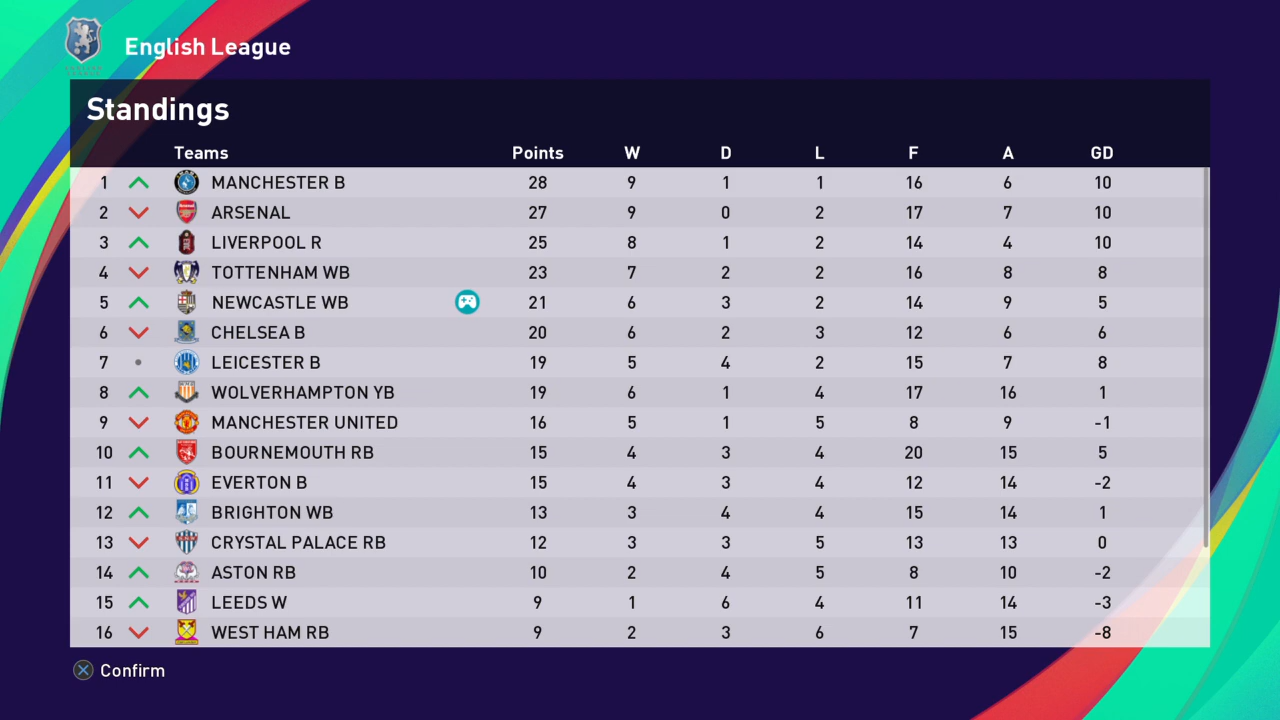 English League
Standings
Teams Points W D L F A GD
1 MANCHESTER B 28 9 1 1 16 6 10
2 ARSENAL 27 9 0 2 17 7 10
3 LIVERPOOL R 25 8 1 2 14 4 10
4 TOTTENHAM WB 23 7 2 2 16 8 8
5 NEWCASTLE WB 21 6 3 2 14 9 5
6 CHELSEA B 20 6 2 3 12 6 6
7 LEICESTER B 19 5 4 2 15 7 8
8 WOLVERHAMPTON YB 19 6 1 4 17 16 1
9 MANCHESTER UNITED 16 5 1 5 8 9 -1
10 BOURNEMOUTH RB 15 4 3 4 20 15 5
11 EVERTON B 15 4 3 4 12 14 -2
12 BRIGHTON WB 13 3 4 4 15 14 1
13 CRYSTAL PALACE RB 12 3 3 5 13 13 0
14 ASTON RB 10 2 4 5 8 10 -2
15 LEEDS W 9 1 6 4 11 14 -3
16 WEST HAM RB 9 2 3 6 7 15 -8
Confirm